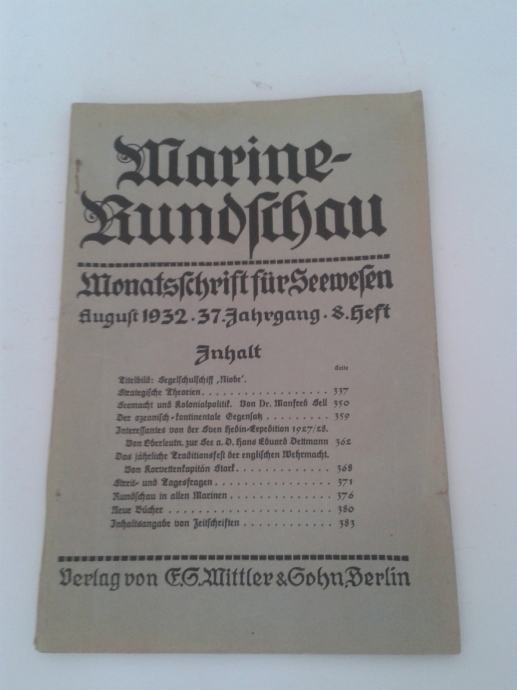 Marine-
Rundschau
Monatsschrift für Seewesen
August 1932 · 37. Jahrgang · 8. Heft
Inhalt
Seite
Titelbild: Segelschulschiff „Niobe“.
Strategische Theorien . . . . . . . . . . . . . . . . . 337
Seemacht und Kolonialpolitik. Von Dr. Manfred Sell 350
Der ozeanisch-kontinentale Gegensatz . . . . . . . . . 359
Interessantes von der Sven Hedin-Expedition 1927/28.
Von Oberleutn. zur See a. D. Hans Eduard Dettmann 362
Das jährliche Traditionsfest der englischen Wehrmacht.
Von Korvettenkapitän Stark . . . . . . . . . . . . 368
Streit- und Tagesfragen . . . . . . . . . . . . . . . 371
Rundschau in allen Marinen . . . . . . . . . . . . . 376
Neue Bücher . . . . . . . . . . . . . . . . . . . . . 380
Inhaltsangabe von Zeitschriften . . . . . . . . . . . . 383
Verlag von E.S. Mittler & Sohn, Berlin